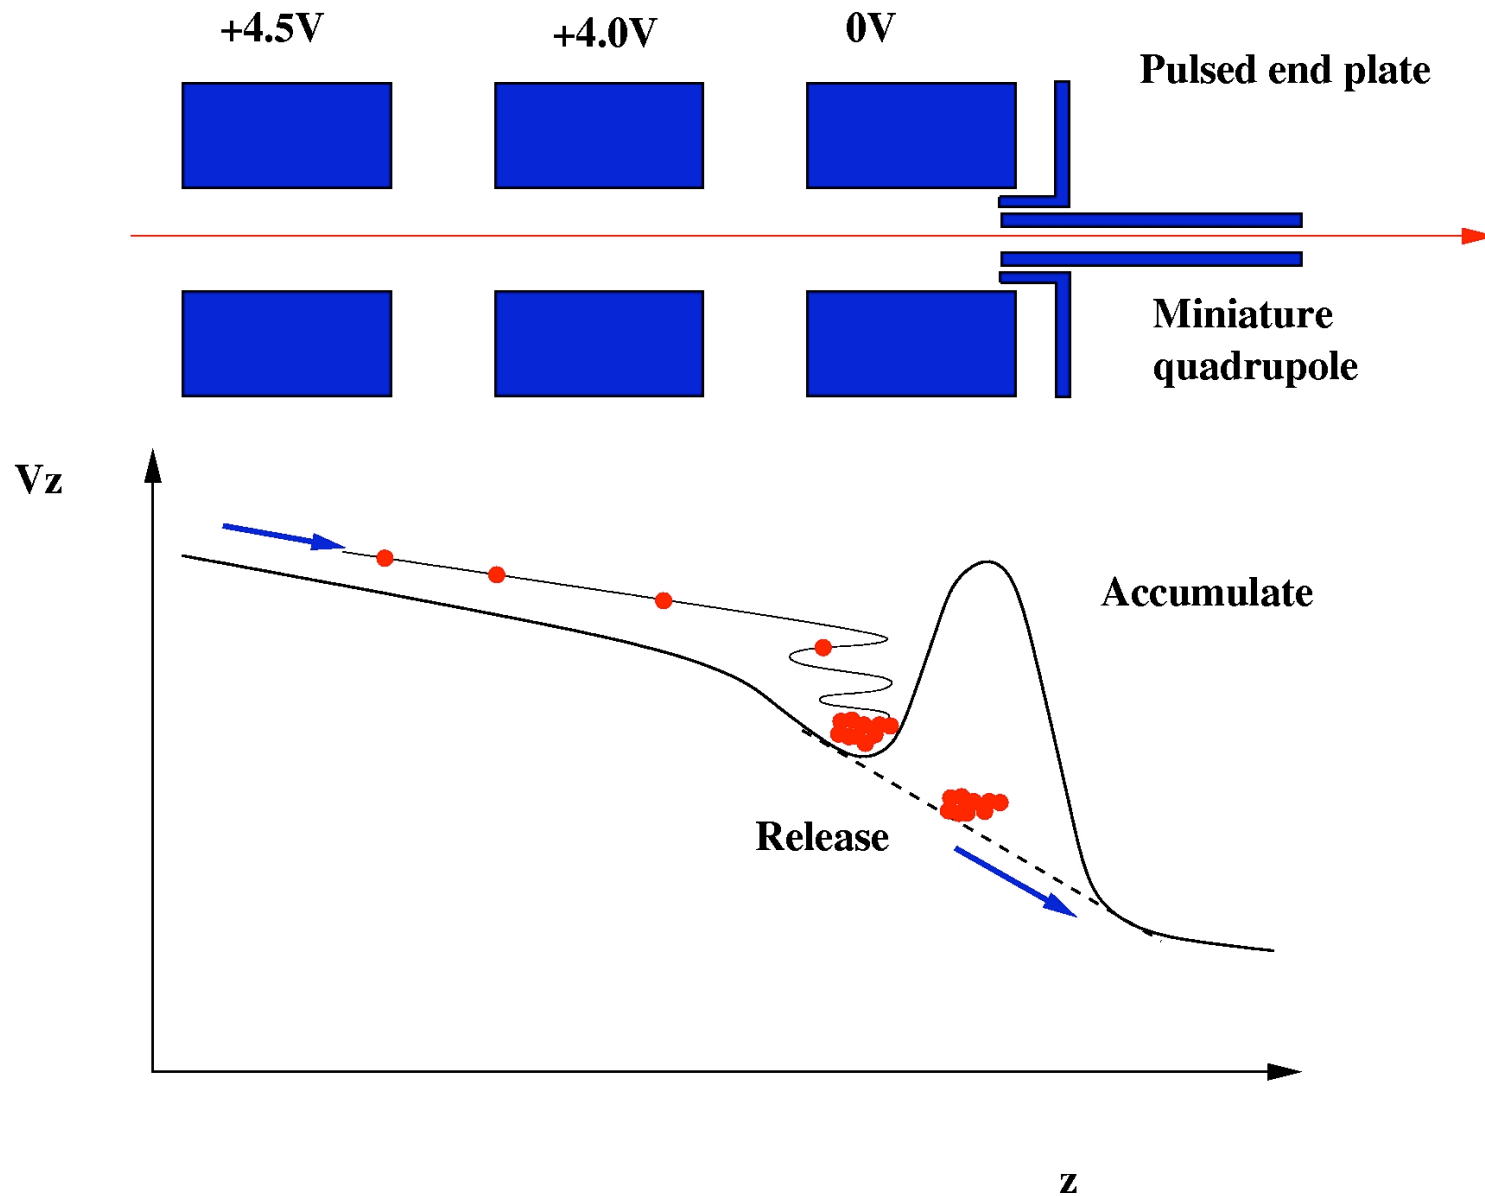 +4.5V
+4.0V
0V
Pulsed end plate
Miniature
quadrupole
Vz
Accumulate
Release
z